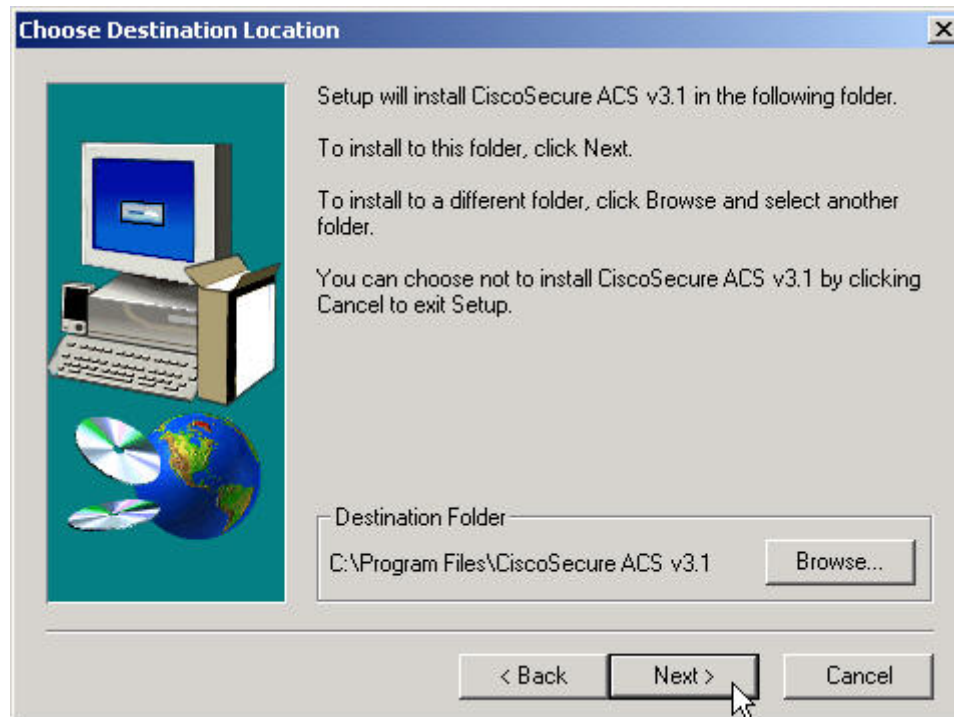 Choose Destination Location
Setup will install CiscoSecure ACS v3.1 in the following folder.
To install to this folder, click Next.
To install to a different folder, click Browse and select another
folder.
You can choose not to install CiscoSecure ACS v3.1 by clicking
Cancel to exit Setup.
Destination Folder
C:\Program Files\CiscoSecure ACS v3.1
Browse...
< Back
Next >
Cancel